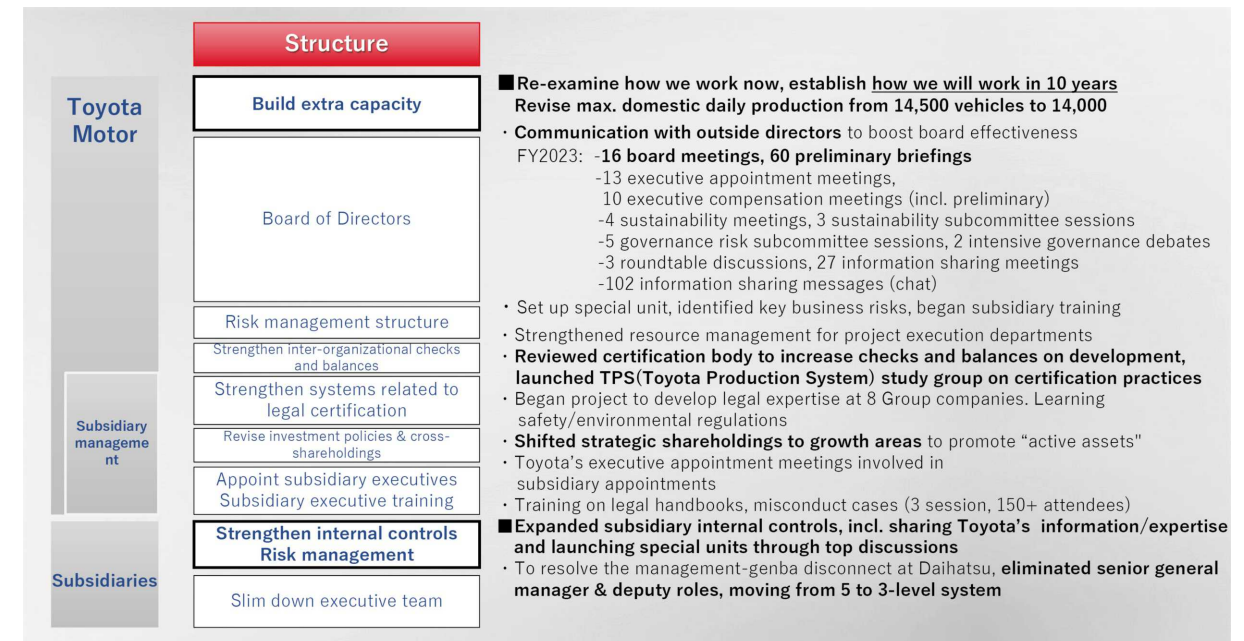 Structure
Toyota
Motor
Build extra capacity
Board of Directors
Risk management structure
Strengthen inter-organizational checks
and balances
Subsidiary
manageme
nt
Strengthen systems related to
legal certification
Revise investment policies & cross-
shareholdings
Appoint subsidiary executives
Subsidiary executive training
Subsidiaries
Strengthen internal controls
Risk management
Slim down executive team
■Re-examine how we work now, establish how we will work in 10 years
Revise max. domestic daily production from 14,500 vehicles to 14,000
・Communication with outside directors to boost board effectiveness
FY2023: -16 board meetings, 60 preliminary briefings
-13 executive appointment meetings,
10 executive compensation meetings (incl. preliminary)
-4 sustainability meetings, 3 sustainability subcommittee sessions
-5 governance risk subcommittee sessions, 2 intensive governance debates
-3 roundtable discussions, 27 information sharing meetings
-102 information sharing messages (chat)
・Set up special unit, identified key business risks, began subsidiary training
・Strengthened resource management for project execution departments
・Reviewed certification body to increase checks and balances on development,
launched TPS(Toyota Production System) study group on certification practices
・Began project to develop legal expertise at 8 Group companies. Learning
safety/environmental regulations
・Shifted strategic shareholdings to growth areas to promote “active assets"
・Toyota’s executive appointment meetings involved in
subsidiary appointments
・Training on legal handbooks, misconduct cases (3 session, 150+ attendees)
■Expanded subsidiary internal controls, incl. sharing Toyota’s information/expertise
and launching special units through top discussions
・To resolve the management-genba disconnect at Daihatsu, eliminated senior general
manager & deputy roles, moving from 5 to 3-level system